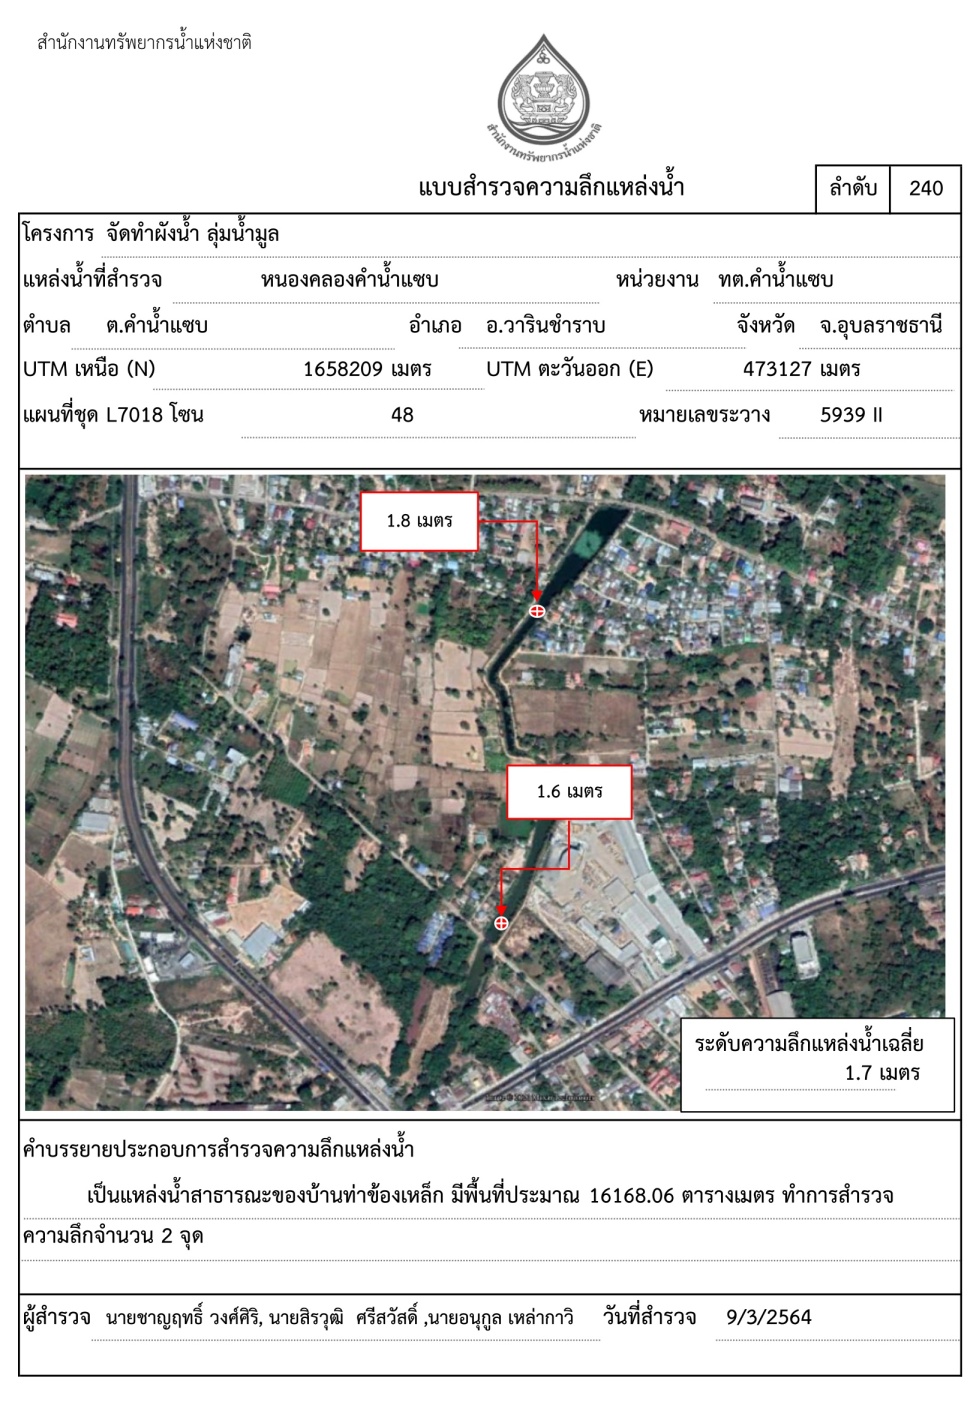 สำนักงานทรัพยากรน้ำแห่งชาติ
สำนักงานทรัพยากรน้ำแห่งชาติ
แบบสำรวจความลึกแหล่งน้ำ ลำดับ 240
โครงการ จัดทำผังน้ำ ลุ่มน้ำมูล
แหล่งน้ำที่สำรวจ หนองคลองคำน้ำแซบ หน่วยงาน ทต.คำน้ำแซบ
ตำบล ต.คำน้ำแซบ อำเภอ อ.วารินชำราบ จังหวัด จ.อุบลราชธานี
UTM เหนือ (N) 1658209 เมตร UTM ตะวันออก (E) 473127 เมตร
แผนที่ชุด L7018 โซน 48 หมายเลขระวาง 5939 II
1.8 เมตร
1.6 เมตร
ระดับความลึกแหล่งน้ำเฉลี่ย
1.7 เมตร
คำบรรยายประกอบการสำรวจความลึกแหล่งน้ำ
เป็นแหล่งน้ำสาธารณะของบ้านท่าข้องเหล็ก มีพื้นที่ประมาณ 16168.06 ตารางเมตร ทำการสำรวจ
ความลึกจำนวน 2 จุด
ผู้สำรวจ นายชาญฤทธิ์ วงศ์ศิริ, นายสิรวุฒิ ศรีสวัสดิ์ ,นายอนุกูล เหล่ากาวิ วันที่สำรวจ 9/3/2564